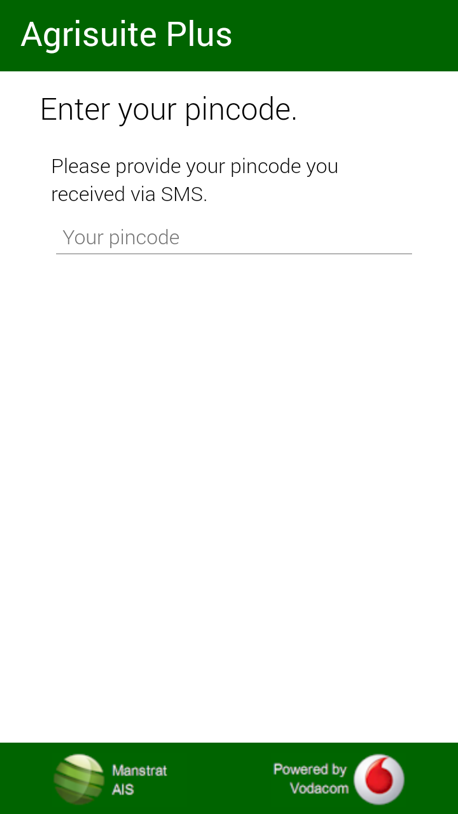 Agrisuite Plus
Enter your pincode.
Please provide your pincode you
received via SMS.
Your pincode
Manstrat
AIS
Powered by
Vodacom